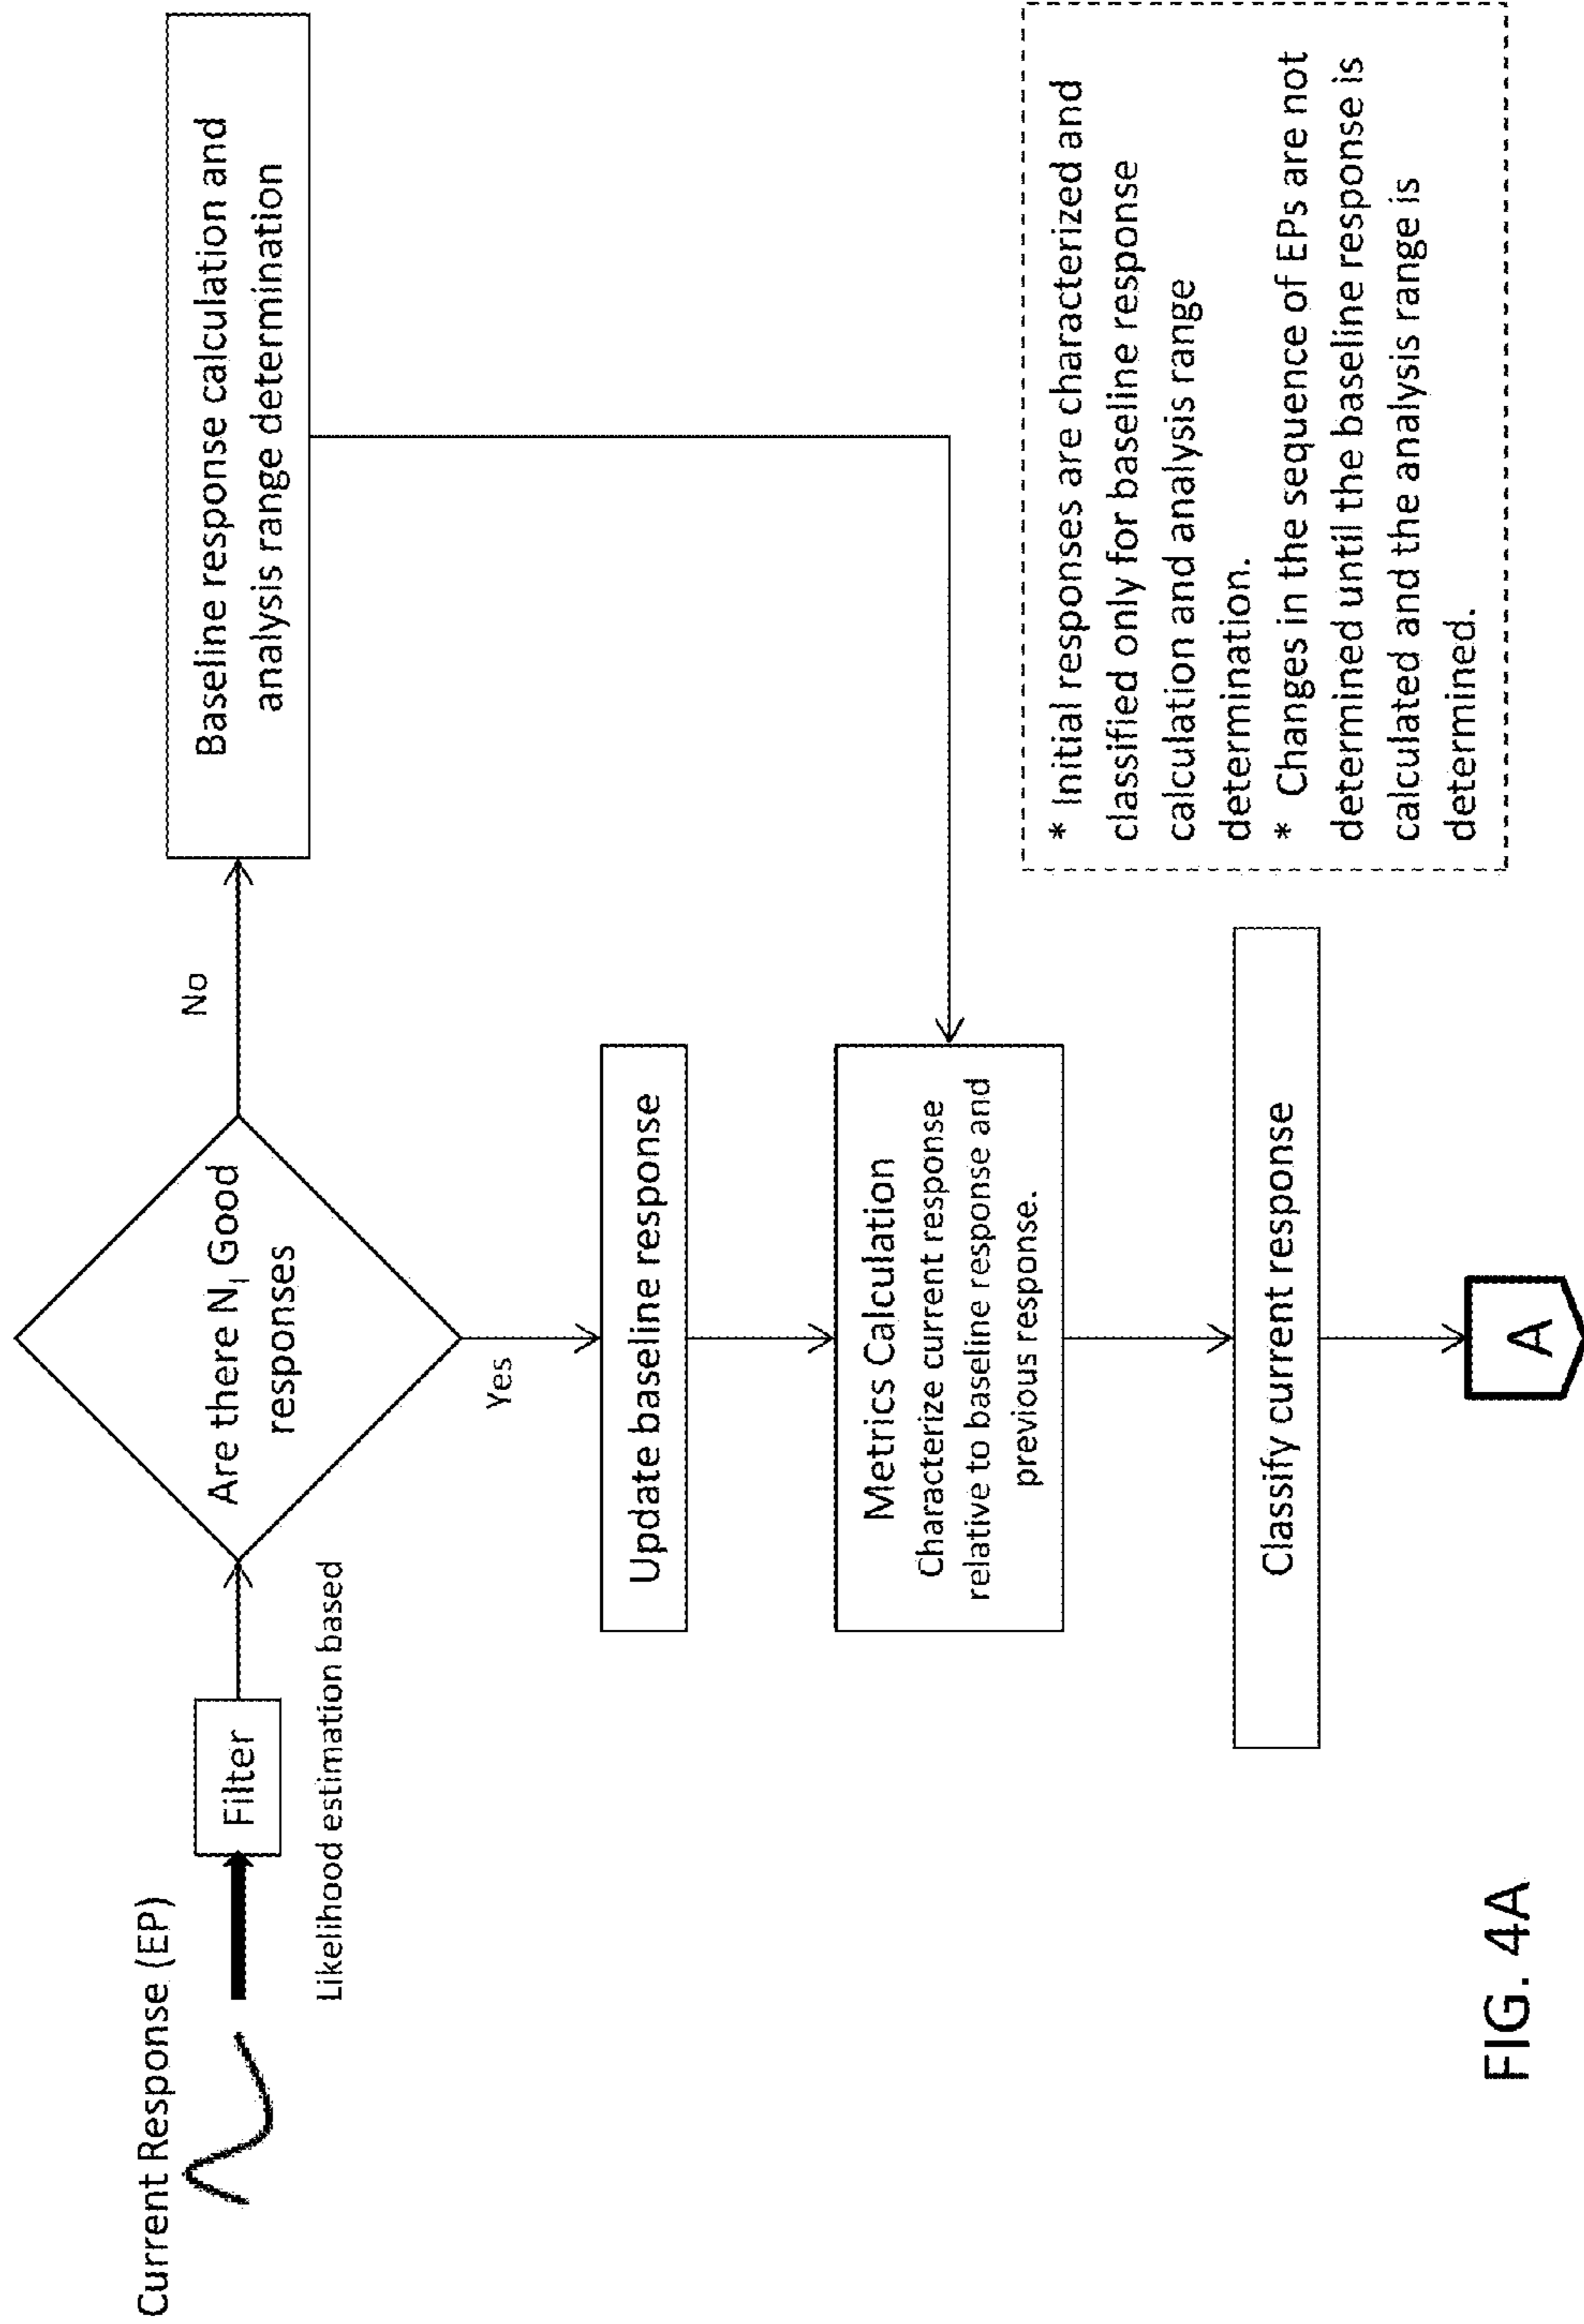 Current Response (EP)
Filter
Likelihood estimation based
Are there N_I Good
responses
No
Baseline response calculation and
analysis range determination
Yes
Update baseline response
Metrics Calculation
Characterize current response
relative to baseline response and
previous response.
Classify current response
A
* Initial responses are characterized and
classified only for baseline response
calculation and analysis range
determination.
* Changes in the sequence of EPs are not
determined until the baseline response is
calculated and the analysis range is
determined.
FIG. 4A